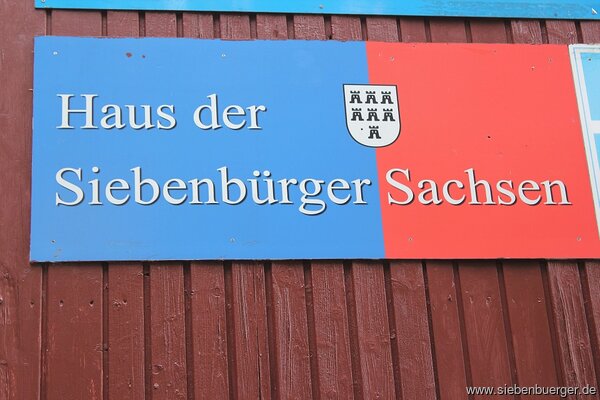 Haus der
Siebenbürger Sachsen
www.siebenbuerger.de